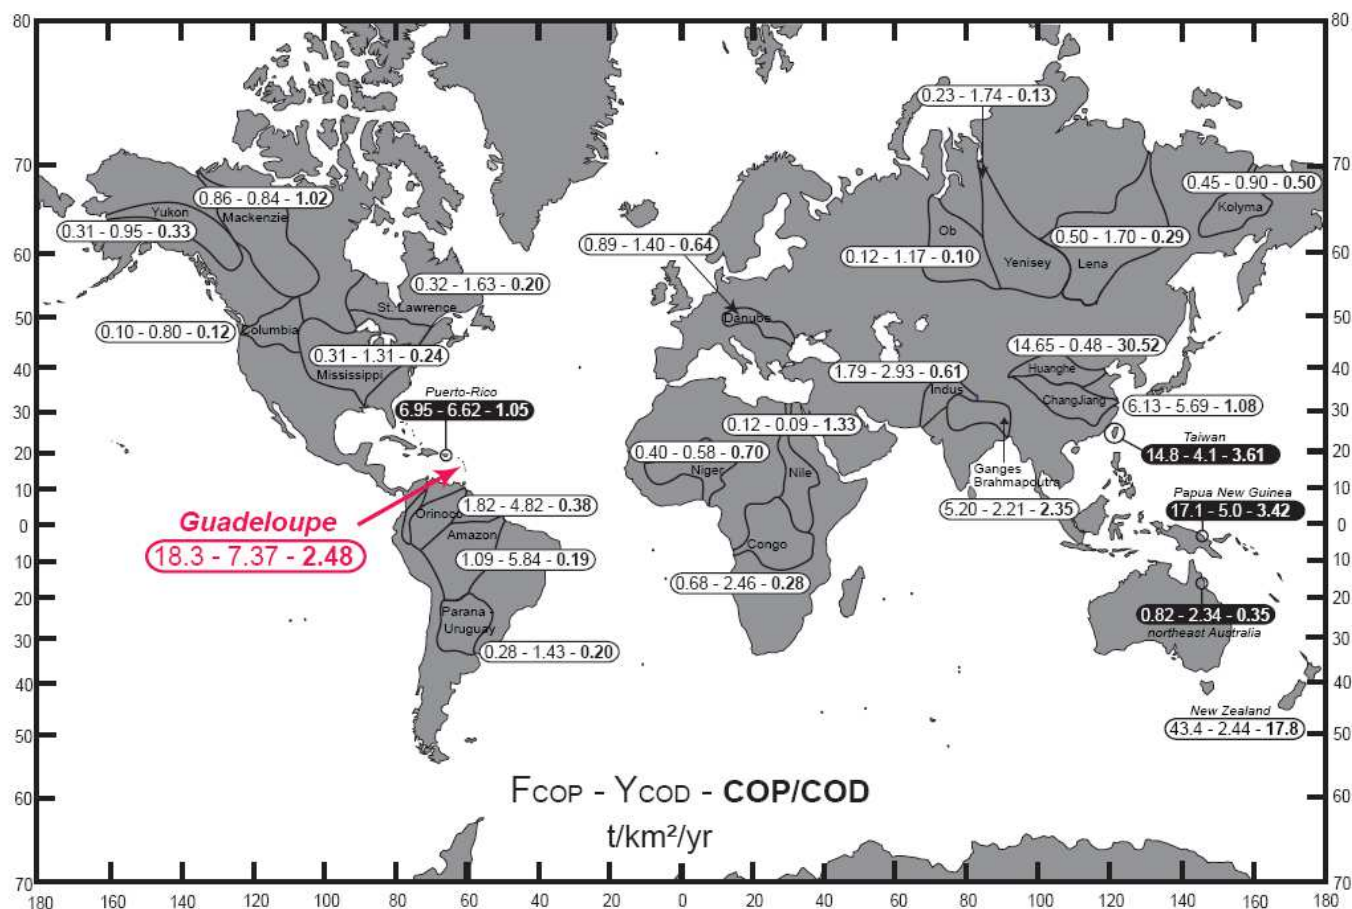 80
80
0.23 - 1.74 - 0.13
70
70
0.86 - 0.84 - 1.02
0.45 - 0.90 - 0.50
Yukon
Mackenzie
Kolyma
0.31 - 0.95 - 0.33
0.89 - 1.40 - 0.64
Ob
0.50 - 1.70 - 0.29
60
60
0.12 - 1.17 - 0.10
Yenisey
Lena
0.32 - 1.63 - 0.20
St. Lawrence
50
50
0.10 - 0.80 - 0.12
Columbia
Danube
0.31 - 1.31 - 0.24
14.65 - 0.48 - 30.52
Mississippi
Huanghe
40
40
1.79 - 2.93 - 0.61
Indus
Puerto-Rico
ChangJiang
6.95 - 6.62 - 1.05
6.13 - 5.69 - 1.08
30
30
0.12 - 0.09 - 1.33
Taiwan
20
20
0.40 - 0.58 - 0.70
14.8 - 4.1 - 3.61
Niger
Nile
Ganges
Brahmapoutra
10
10
Papua New Guinea
1.82 - 4.82 - 0.38
5.20 - 2.21 - 2.35
17.1 - 5.0 - 3.42
Orinoco
Guadeloupe
0
0
Amazon
18.3 - 7.37 - 2.48
Congo
1.09 - 5.84 - 0.19
10
10
0.68 - 2.46 - 0.28
20
20
Parana -
Uruguay
0.82 - 2.34 - 0.35
northeast Australia
30
30
0.28 - 1.43 - 0.20
40
40
New Zealand
43.4 - 2.44 - 17.8
50
50
FCOP - YCOD - COP/COD
t/km²/yr
60
60
70
70
180 160 140 120 100 80 60 40 20 0 20 40 60 80 100 120 140 160 180